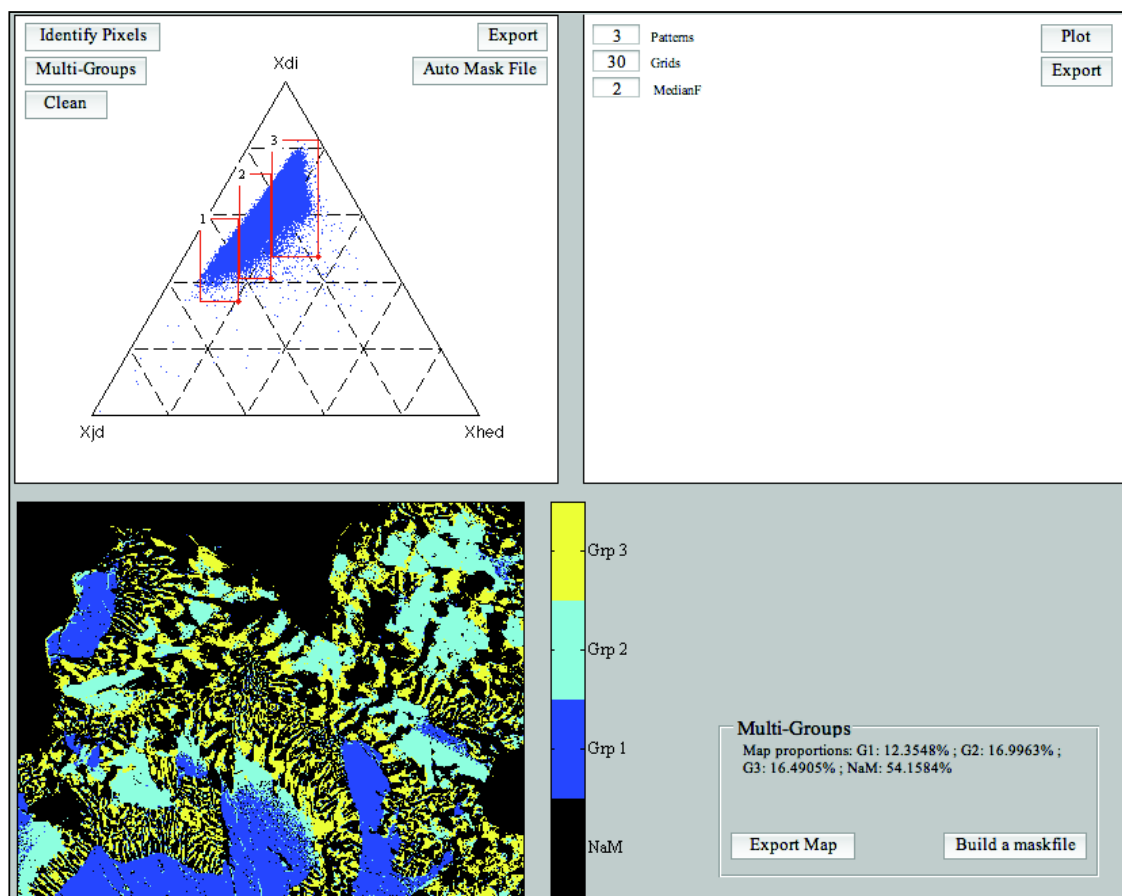 Identify Pixels
Export
Multi-Groups
Auto Mask File
Clean
Xdi
3
2
1
Xjd
Xhed
3 Patterns
Plot
30 Grids
Export
2 MedianF
Grp 3
Grp 2
Grp 1
NaM
Multi-Groups
Map proportions: G1: 12.3548% ; G2: 16.9963% ;
G3: 16.4905% ; NaM: 54.1584%
Export Map
Build a maskfile